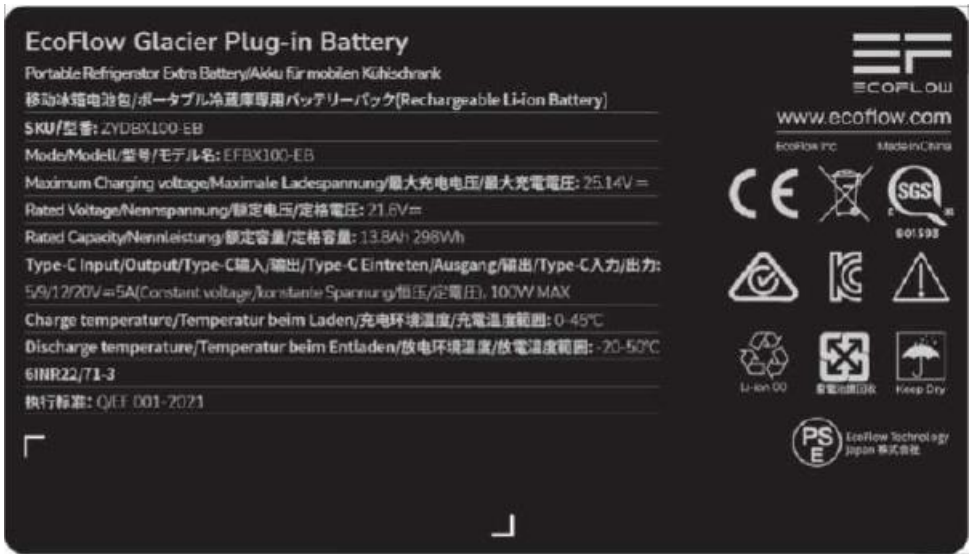 EcoFlow Glacier Plug-in Battery
Portable Refrigerator Extra Battery/Akku für mobilen Kühlschrank
移动冰箱电池包/ポータブル冷蔵庫専用バッテリーパック(Rechargeable Li-ion Battery)
SKU/型番: ZYDBX100-EB
Mode/Modell/型号/モデル名: EFBX100-EB
Maximum Charging voltage/Maximale Ladespannung/最大充电电压/最大充電電圧: 25.14V⎓
Rated Voltage/Nennspannung/额定电压/定格電圧: 21.6V⎓
Rated Capacity/Nennleistung/额定容量/定格容量: 13.8Ah 298Wh
Type-C Input/Output/Type-C输入/输出/Type-C Eintreten/Ausgang/输出/Type-C入力/出力:
5/9/12/20V⎓5A(Constant voltage/konstante Spannung/恒压/定電圧), 100W MAX
Charge temperature/Temperatur beim Laden/充电环境温度/充電温度範囲: 0-45°C
Discharge temperature/Temperatur beim Entladen/放电环境温度/放電温度範囲: -20-50°C
6INR22/71-3
执行标准: Q/EF 001-2021
EF
ECOFLOW
www.ecoflow.com
EcoFlow Inc Made in China
CE
SGS
601593
KC
Li-ion 00
Keep Dry
PSE
EcoFlow Technology
Japan 株式会社